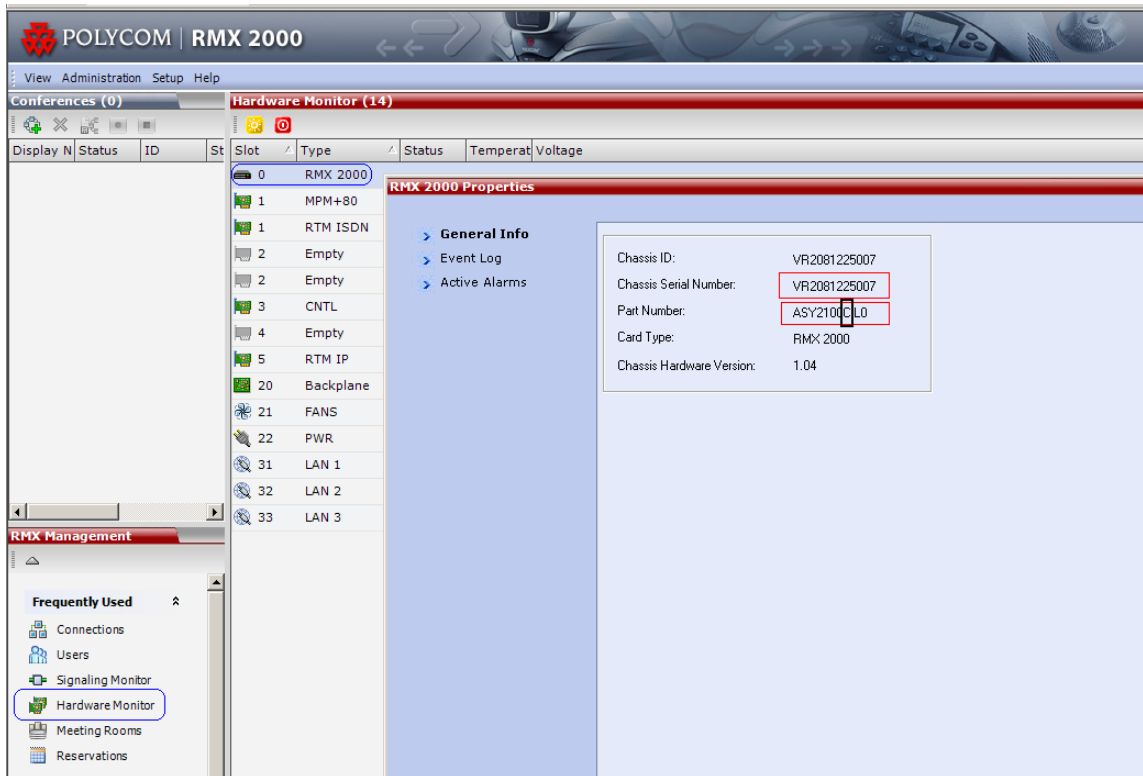 POLYCOM | RMX 2000
View Administration Setup Help
Conferences (0)
Display N Status ID St
RMX Management
Frequently Used
Connections
Users
Signaling Monitor
Hardware Monitor
Meeting Rooms
Reservations
Hardware Monitor (14)
Slot Type Status Temperat Voltage
0 RMX 2000
1 MPM+80
1 RTM ISDN
2 Empty
2 Empty
3 CNTL
4 Empty
5 RTM IP
20 Backplane
21 FANS
22 PWR
31 LAN 1
32 LAN 2
33 LAN 3
RMX 2000 Properties
General Info
Event Log
Active Alarms
Chassis ID: VR2081225007
Chassis Serial Number: VR2081225007
Part Number: ASY2100C L0
Card Type: RMX 2000
Chassis Hardware Version: 1.04